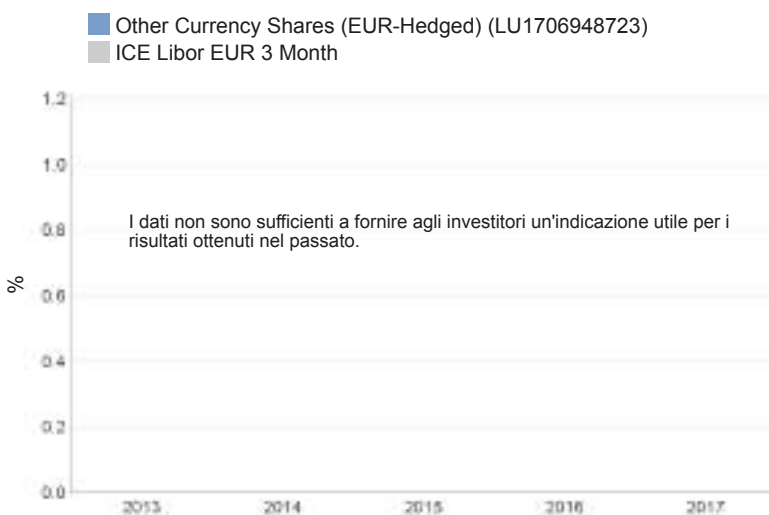 Other Currency Shares (EUR-Hedged) (LU1706948723)
ICE Libor EUR 3 Month
1.2
1.0
I dati non sono sufficienti a fornire agli investitori un'indicazione utile per i
0.8
risultati ottenuti nel passato.
%
0.6
0.4
0.2
0.0
2013 2014 2015 2016 2017